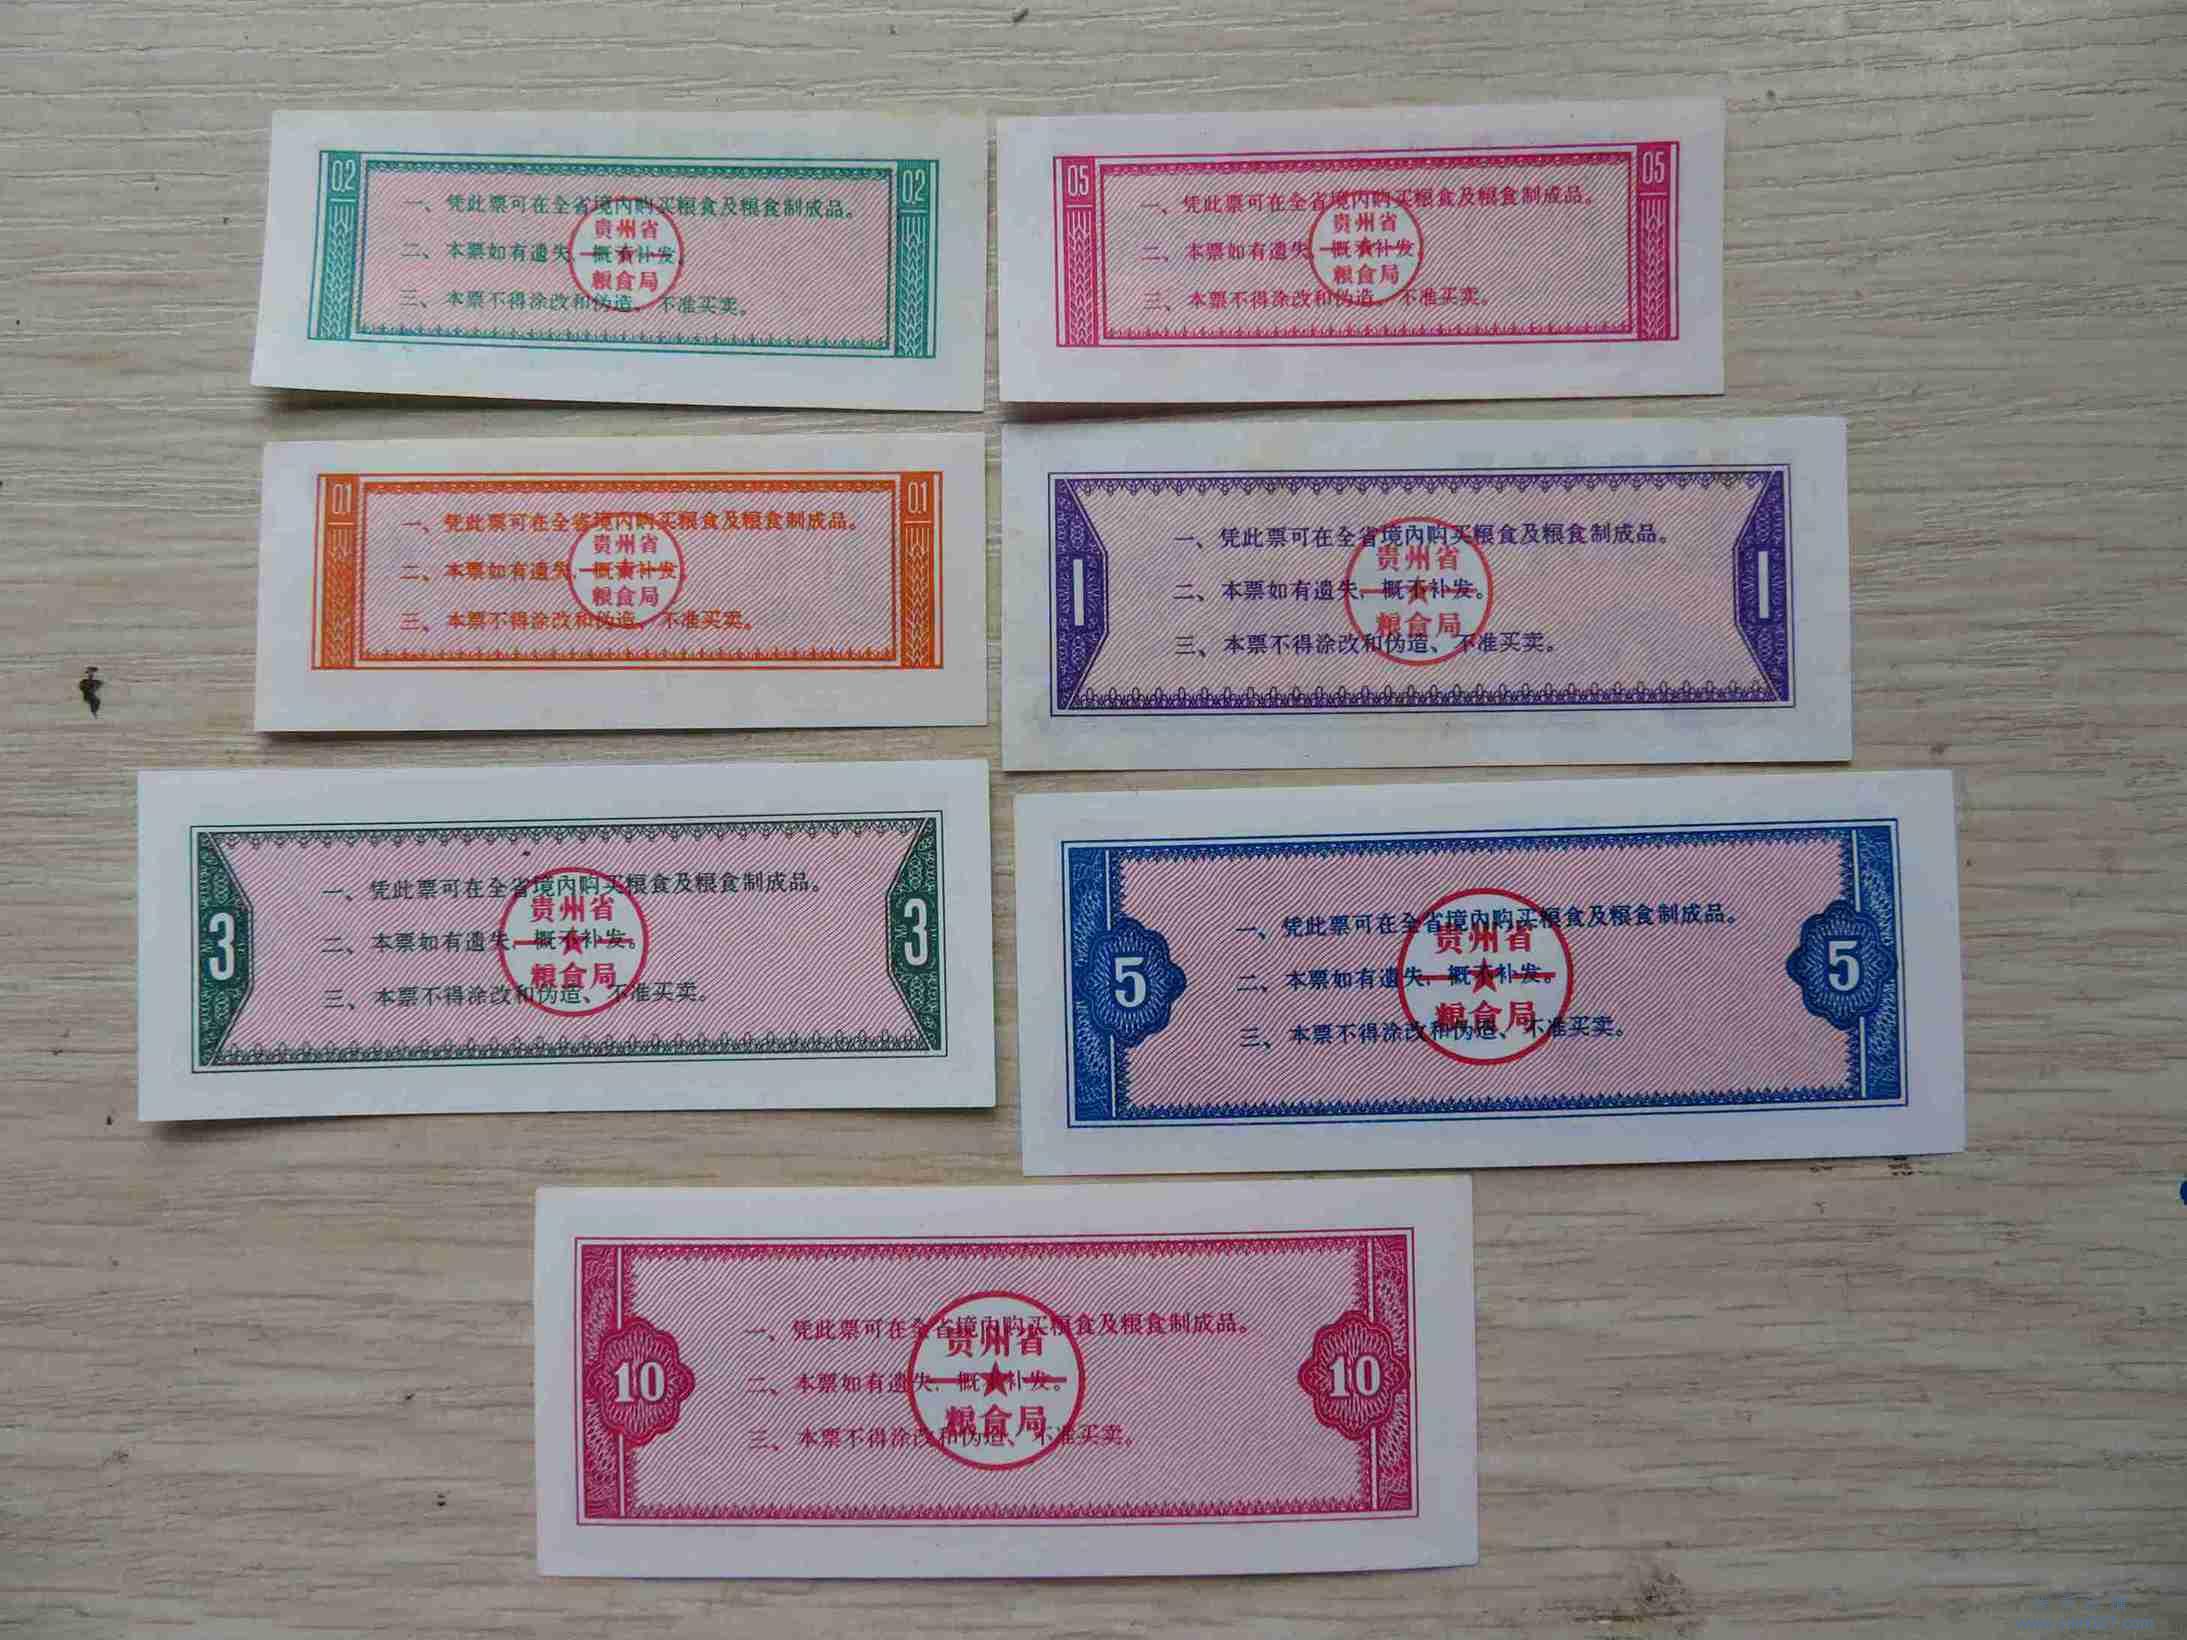 0.2 0.2
一、凭此票可在全省境内购买粮食及粮食制成品。
二、本票如有遗失，概不补发。
三、本票不得涂改和伪造、不准买卖。
贵州省
粮食局
0.5 0.5
一、凭此票可在全省境内购买粮食及粮食制成品。
二、本票如有遗失，概不补发。
三、本票不得涂改和伪造、不准买卖。
贵州省
粮食局
0.1 0.1
一、凭此票可在全省境内购买粮食及粮食制成品。
二、本票如有遗失，概不补发。
三、本票不得涂改和伪造、不准买卖。
贵州省
粮食局
1 1
一、凭此票可在全省境内购买粮食及粮食制成品。
二、本票如有遗失，概不补发。
三、本票不得涂改和伪造、不准买卖。
贵州省
粮食局
3 3
一、凭此票可在全省境内购买粮食及粮食制成品。
二、本票如有遗失，概不补发。
三、本票不得涂改和伪造、不准买卖。
贵州省
粮食局
5 5
一、凭此票可在全省境内购买粮食及粮食制成品。
二、本票如有遗失，概不补发。
三、本票不得涂改和伪造、不准买卖。
贵州省
粮食局
10 10
一、凭此票可在全省境内购买粮食及粮食制成品。
二、本票如有遗失，概不补发。
三、本票不得涂改和伪造、不准买卖。
贵州省
粮食局